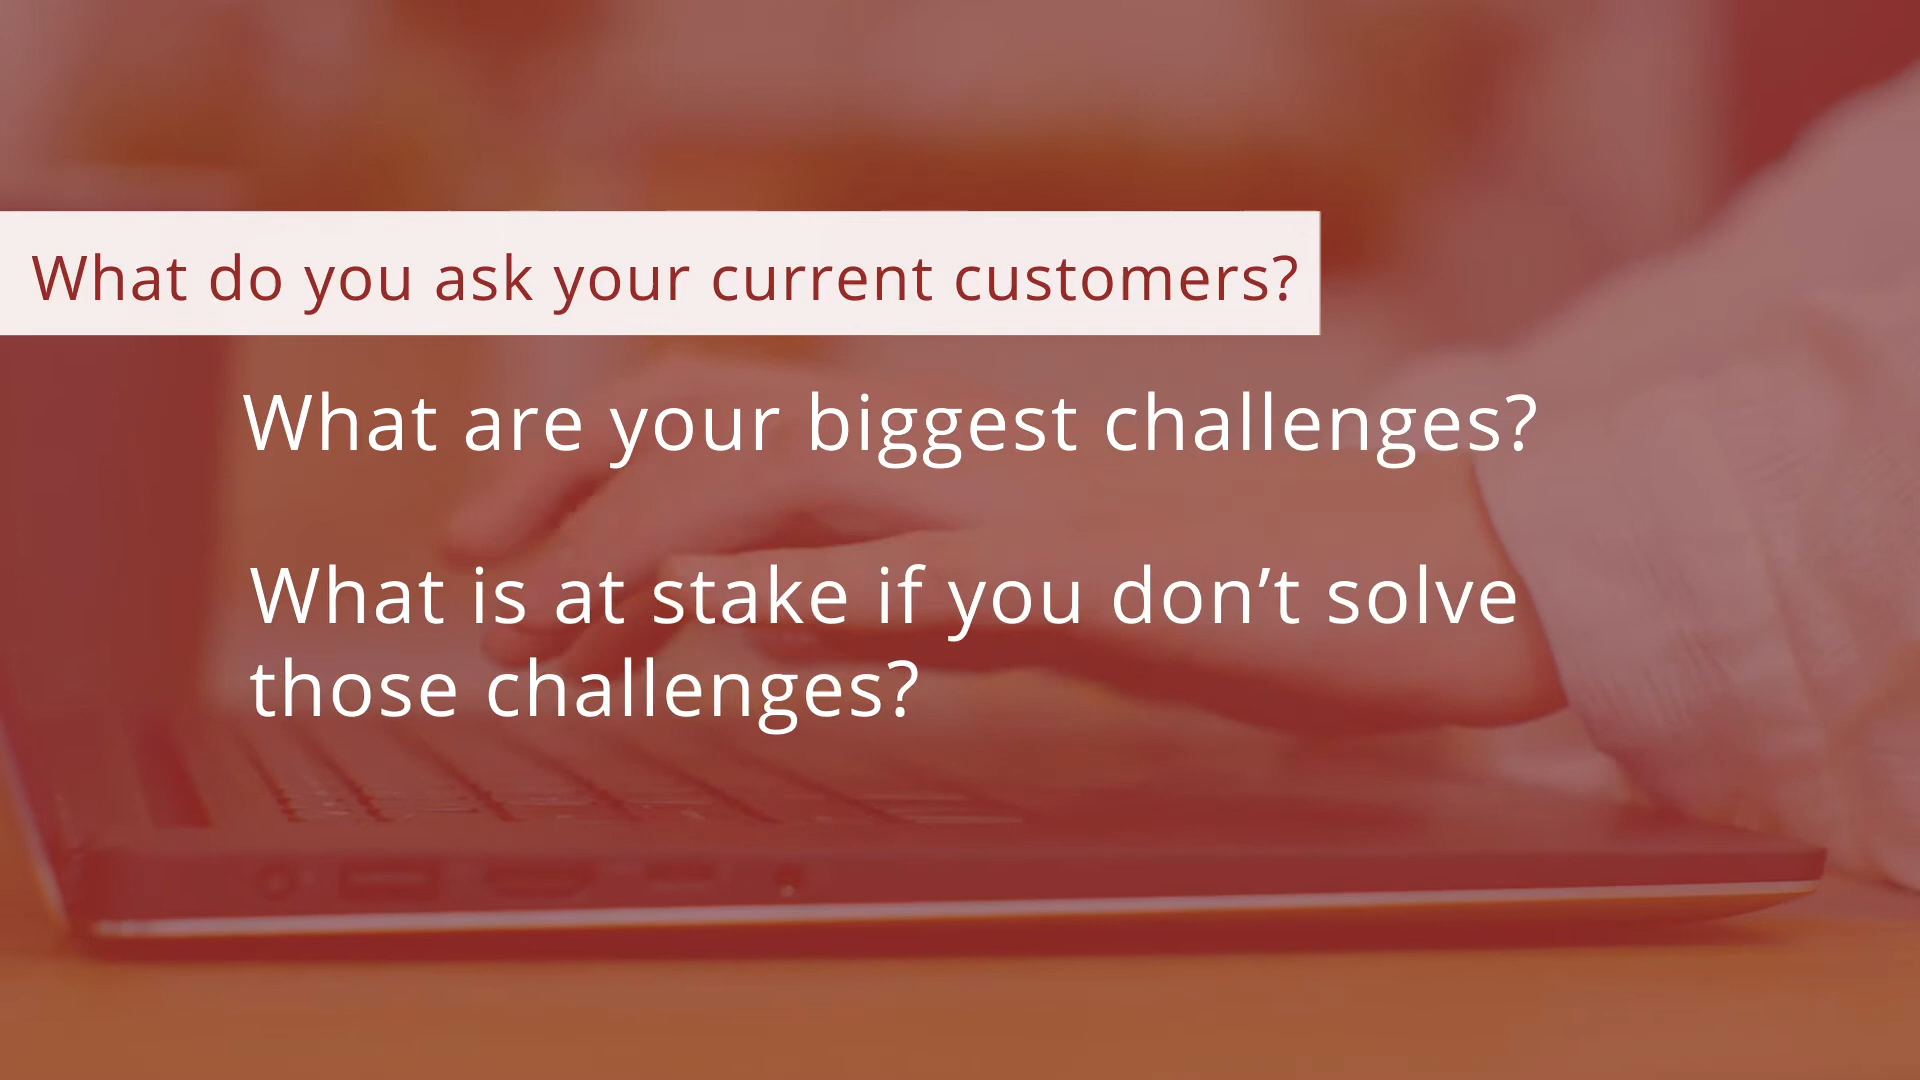 What do you ask your current customers?
What are your biggest challenges?
What is at stake if you don’t solve
those challenges?